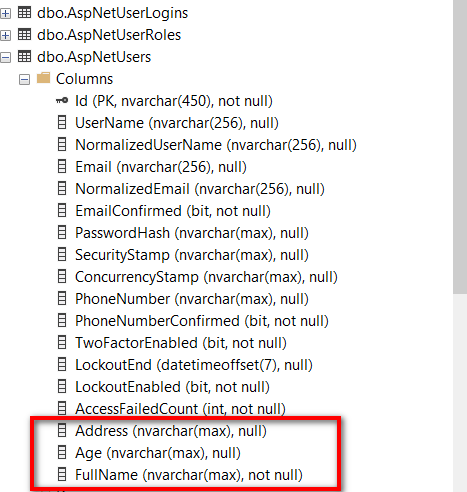 dbo.AspNetUserLogins
dbo.AspNetUserRoles
dbo.AspNetUsers
Columns
Id (PK, nvarchar(450), not null)
UserName (nvarchar(256), null)
NormalizedUserName (nvarchar(256), null)
Email (nvarchar(256), null)
NormalizedEmail (nvarchar(256), null)
EmailConfirmed (bit, not null)
PasswordHash (nvarchar(max), null)
SecurityStamp (nvarchar(max), null)
ConcurrencyStamp (nvarchar(max), null)
PhoneNumber (nvarchar(max), null)
PhoneNumberConfirmed (bit, not null)
TwoFactorEnabled (bit, not null)
LockoutEnd (datetimeoffset(7), null)
LockoutEnabled (bit, not null)
AccessFailedCount (int, not null)
Address (nvarchar(max), null)
Age (nvarchar(max), null)
FullName (nvarchar(max), not null)